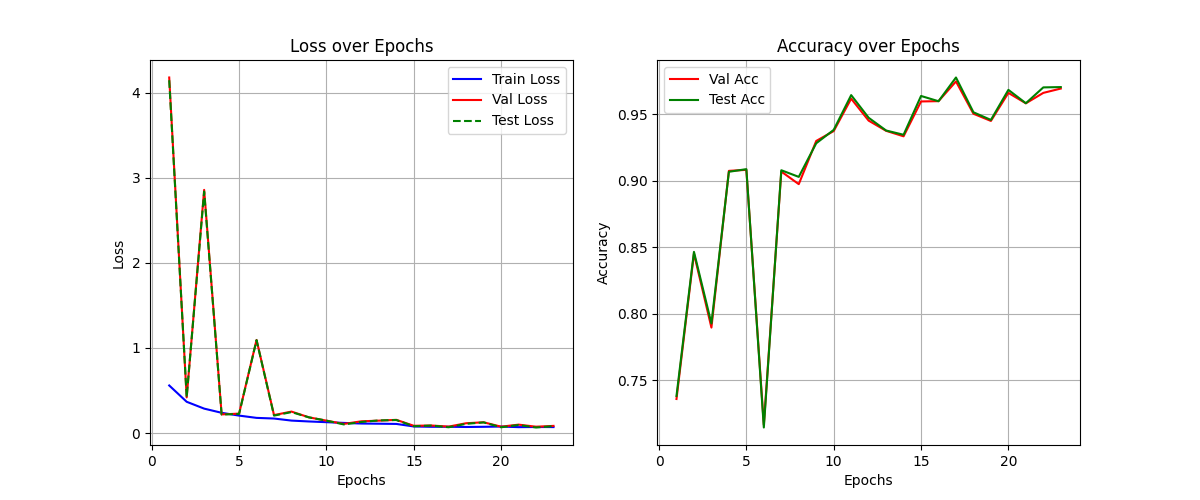 Loss over Epochs
4
3
2
1
0
0 5 10 15 20
Loss
Epochs
Train Loss
Val Loss
Test Loss
Accuracy over Epochs
0.95
0.90
0.85
0.80
0.75
0 5 10 15 20
Accuracy
Epochs
Val Acc
Test Acc